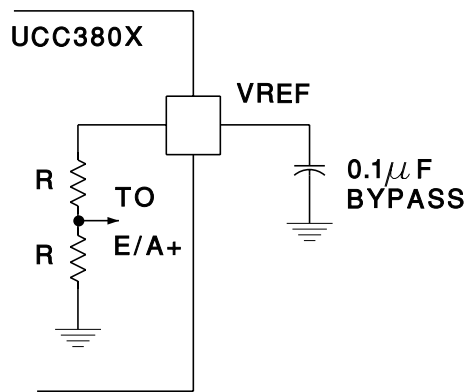 UCC380X
VREF
R
TO
0.1μF
BYPASS
R
E/A+